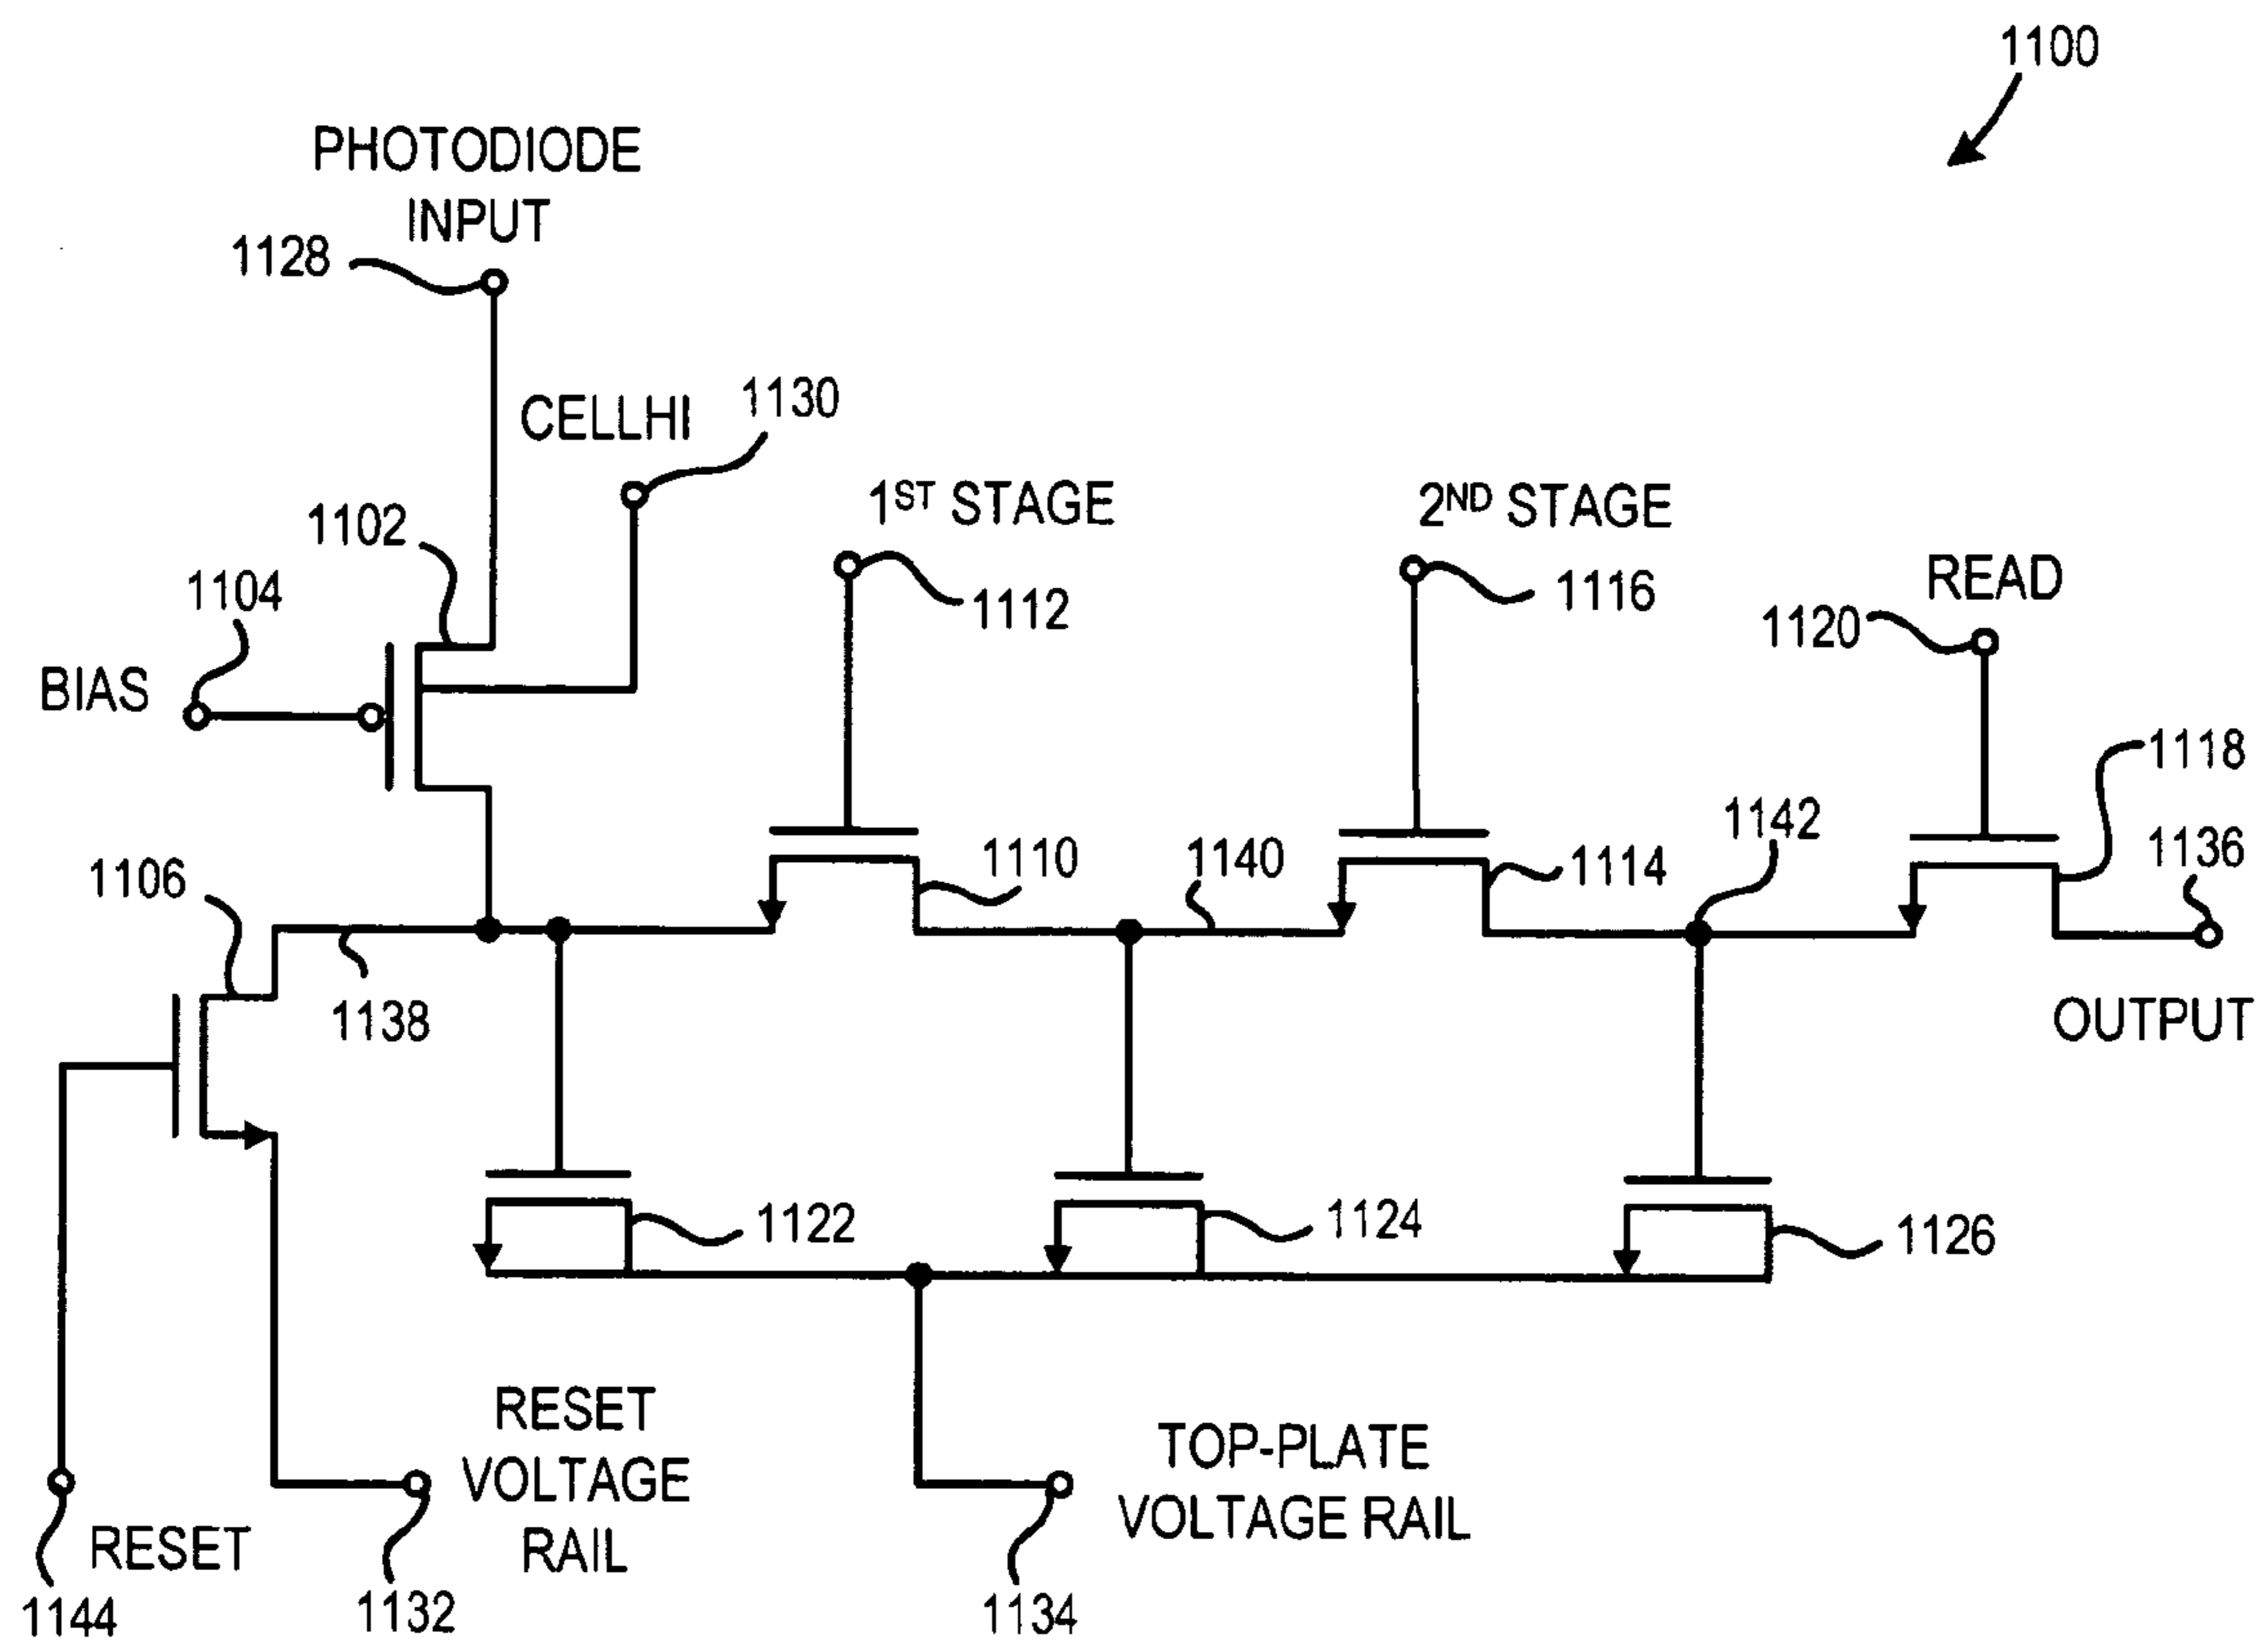 1100
PHOTODIODE
INPUT
1128
CELLHI
1130
1102
1ST STAGE
2ND STAGE
1104
1112
1116
READ
1120
BIAS
1118
1142
1136
1106
1110
1140
1114
1138
OUTPUT
1122
1124
1126
RESET
VOLTAGE
RAIL
TOP-PLATE
VOLTAGE RAIL
RESET
1144
1132
1134